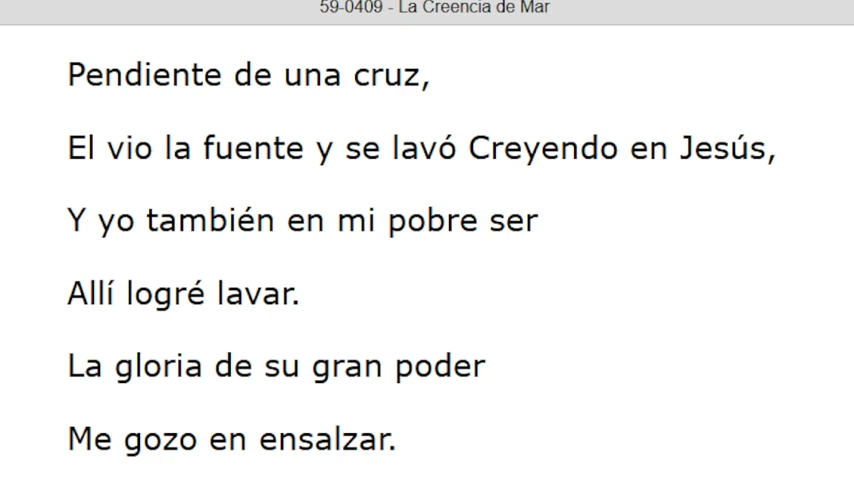 59-0409 - La Creencia de Mar
Pendiente de una cruz,
El vio la fuente y se lavó Creyendo en Jesús,
Y yo también en mi pobre ser
Allí logré lavar.
La gloria de su gran poder
Me gozo en ensalzar.